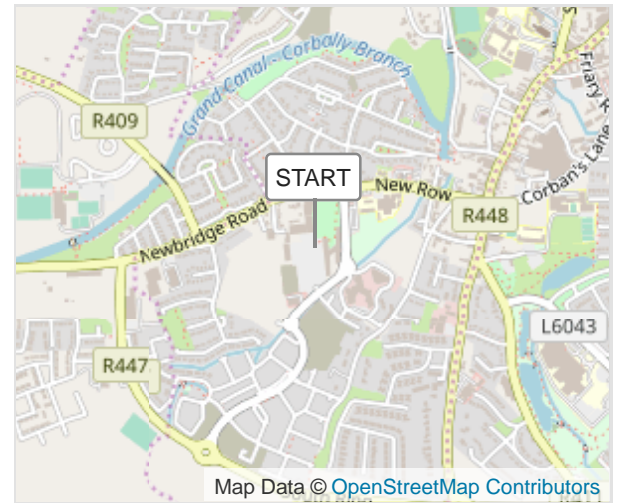 Grand Canal - Corbally Branch
Friary R
R409
Corban's Lane
START
New Row
R448
Newbridge Road
L6043
R447
Map Data © OpenStreetMap Contributors